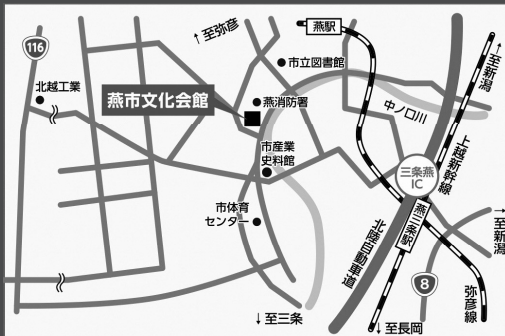 116
↑至弥彦
燕駅
↑至新潟
北越工業
市立図書館
燕市文化会館
燕消防署
中ノ口川
市産業
史料館
三条燕
IC
上越新幹線
市体育
センター
燕三条駅
北陸自動車道
→至新潟
8
弥彦線
↓至三条
↓至長岡